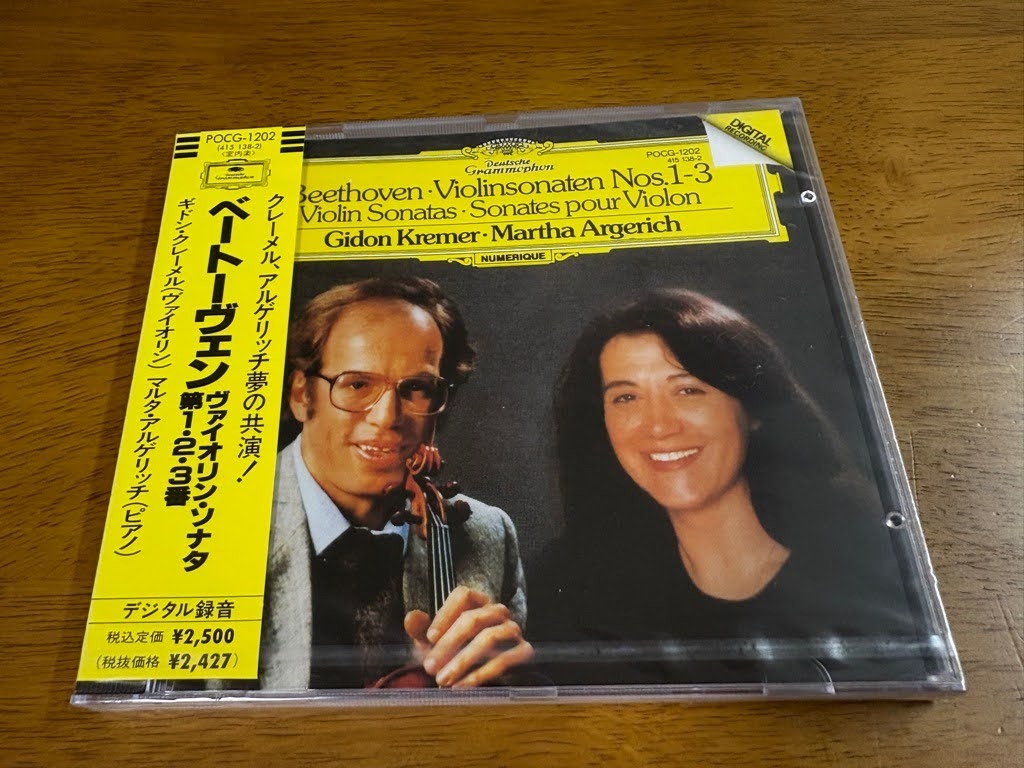 POCG-1202
(415 138-2)
<室内楽>
Deutsche
Grammophon
クレーメル、アルゲリッチ夢の共演!
ベートーヴェン
ヴァイオリン・ソナタ
第1・2・3番
ギドン・クレーメル(ヴァイオリン) マルタ・アルゲリッチ(ピアノ)
デジタル録音
税込定価 ¥2,500
(税抜価格 ¥2,427)
Deutsche
Grammophon
POCG-1202
415 138-2
DIGITAL
RECORDING
Beethoven・Violinsonaten Nos.1-3
Violin Sonatas・Sonates pour Violon
Gidon Kremer・Martha Argerich
NUMERIQUE